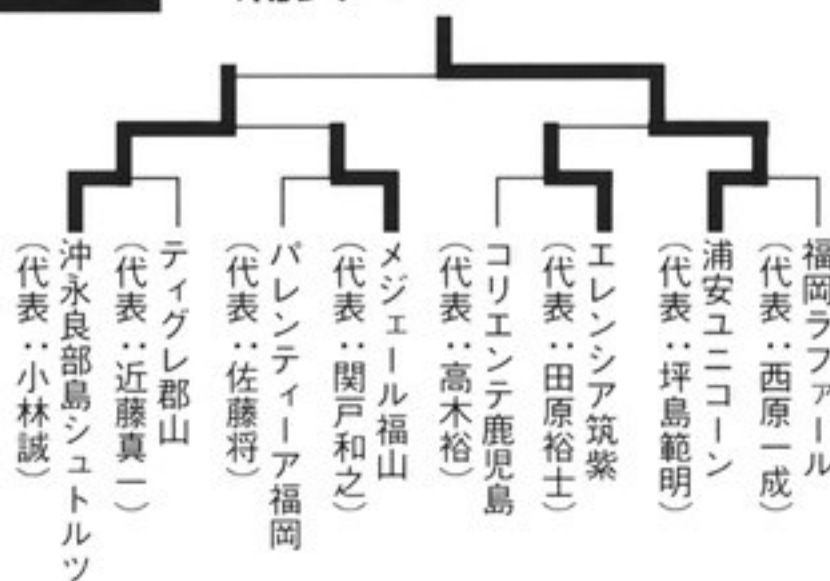 福岡ラファール
（代表：西原一成）
浦安ユニコーン
（代表：坪島範明）
エレンシア筑紫
（代表：田原裕士）
コリエンテ鹿児島
（代表：高木裕）
メジェール福山
（代表：関戸和之）
パレンティーア福岡
（代表：佐藤将）
ティグレ郡山
（代表：近藤真一）
沖永良部島シュトルツ
（代表：小林誠）